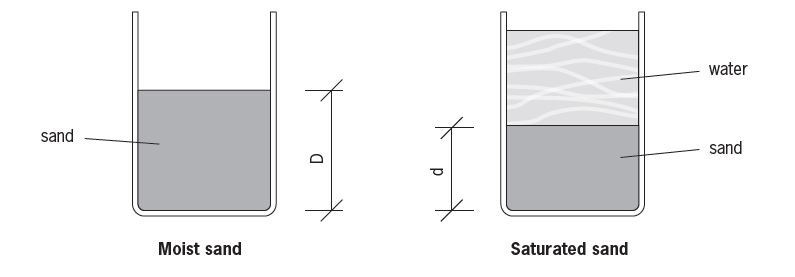 sand
D
Moist sand
d
water
sand
Saturated sand